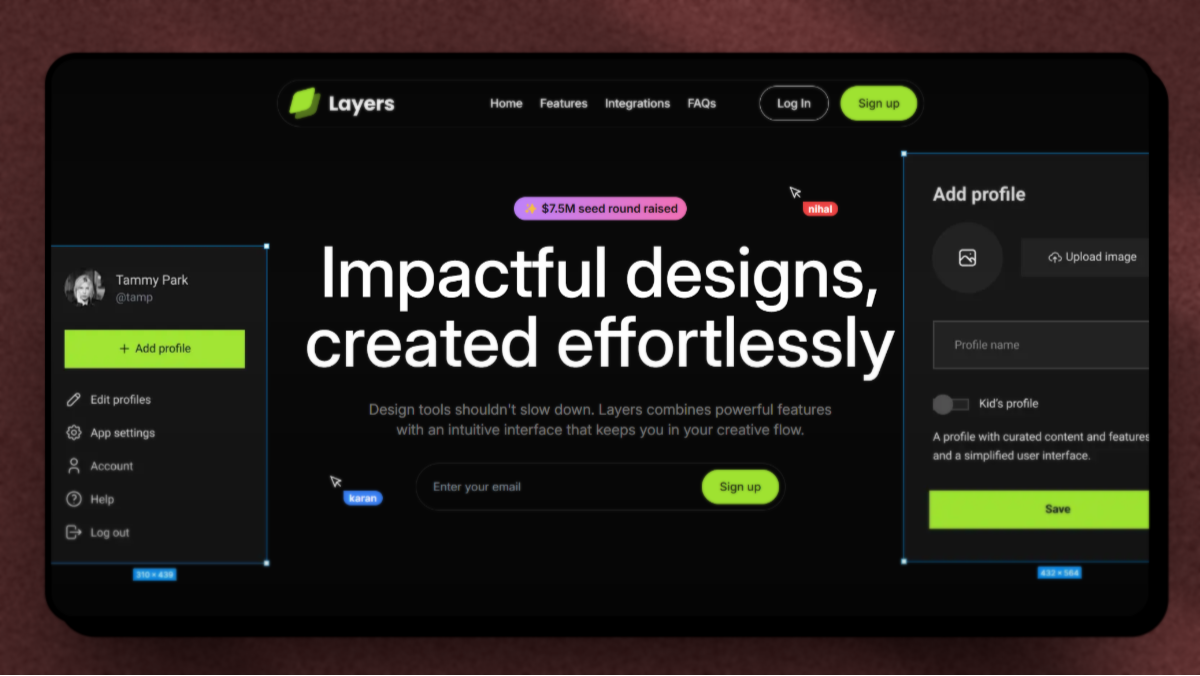 Layers
Home Features Integrations FAQs
Log In
Sign up
✨ $7.5M seed round raised
nihal
Impactful designs,
created effortlessly
Design tools shouldn't slow down. Layers combines powerful features
with an intuitive interface that keeps you in your creative flow.
Enter your email
Sign up
karan
Tammy Park
@tamp
+ Add profile
Edit profiles
App settings
Account
Help
Log out
310 × 439
Add profile
Upload image
Profile name
Kid's profile
A profile with curated content and features
and a simplified user interface.
Save
432 × 564